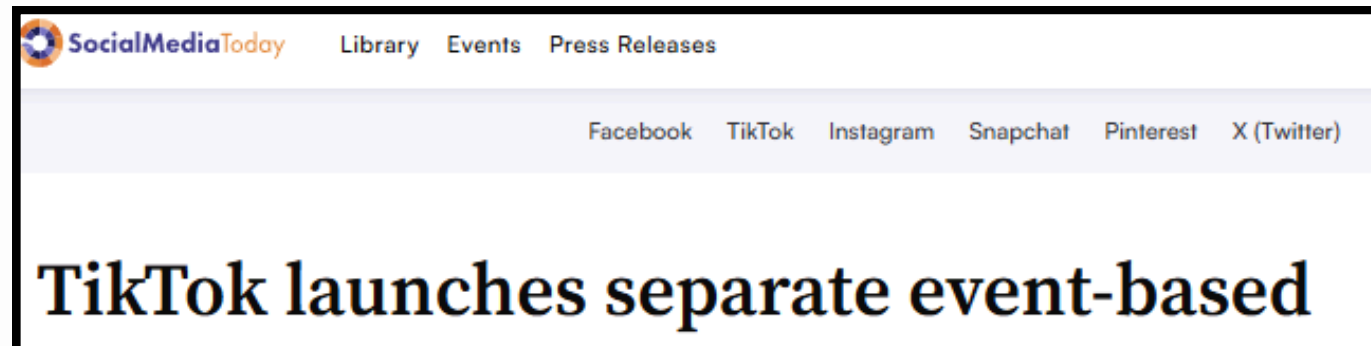 SocialMediaToday Library Events Press Releases
Facebook TikTok Instagram Snapchat Pinterest X (Twitter)
TikTok launches separate event-based